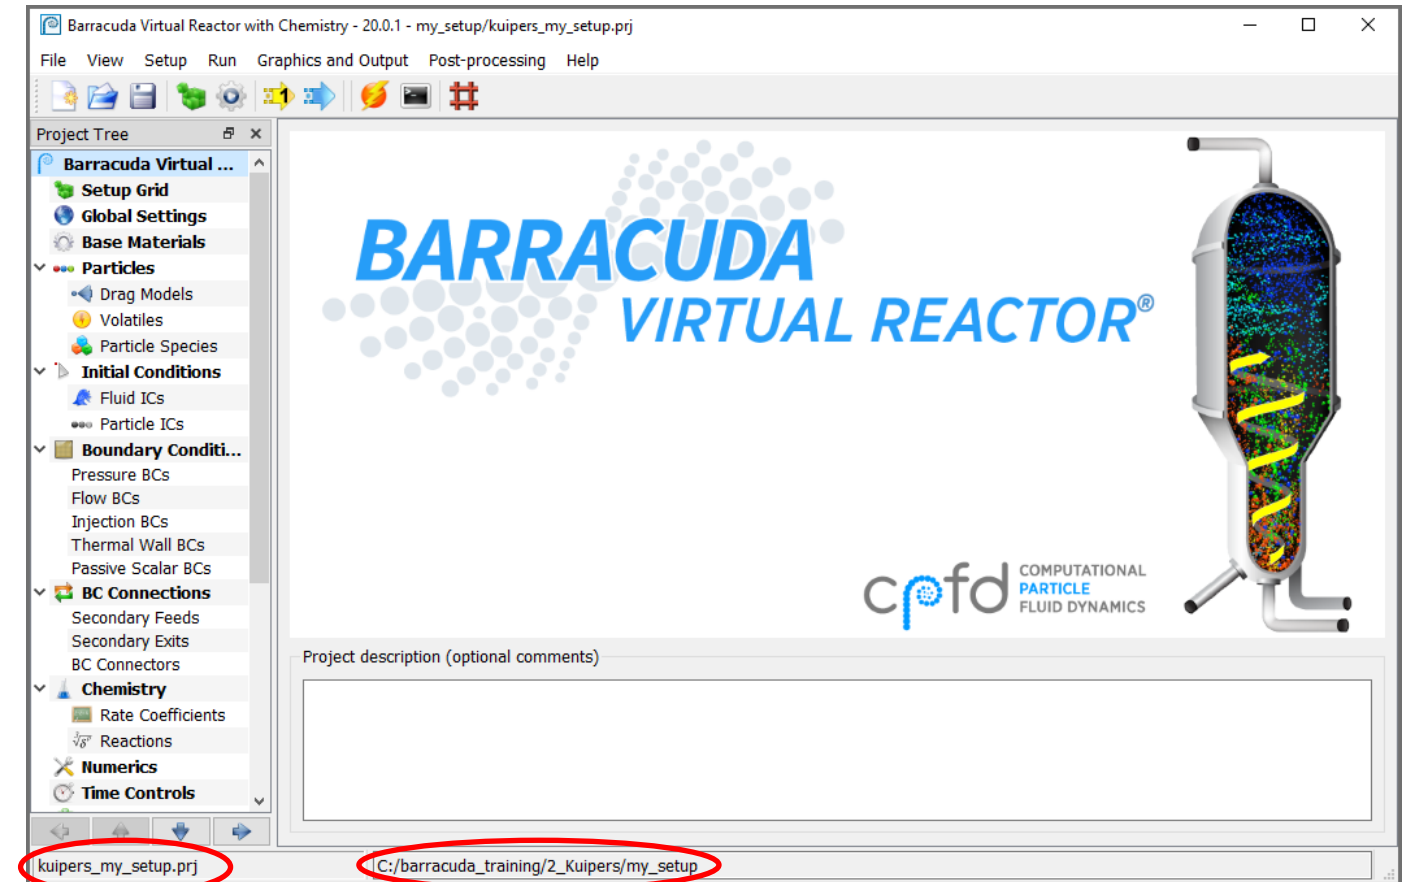 Barracuda Virtual Reactor with Chemistry - 20.0.1 - my_setup/kuipers_my_setup.prj
File View Setup Run Graphics and Output Post-processing Help
1
Project Tree
Barracuda Virtual ...
Setup Grid
Global Settings
Base Materials
Particles
Drag Models
Volatiles
Particle Species
Initial Conditions
Fluid ICs
Particle ICs
Boundary Conditi...
Pressure BCs
Flow BCs
Injection BCs
Thermal Wall BCs
Passive Scalar BCs
BC Connections
Secondary Feeds
Secondary Exits
BC Connectors
Chemistry
Rate Coefficients
Reactions
Numerics
Time Controls
BARRACUDA
VIRTUAL REACTOR®
cpfd
COMPUTATIONAL
PARTICLE
FLUID DYNAMICS
Project description (optional comments)
kuipers_my_setup.prj
C:/barracuda_training/2_Kuipers/my_setup